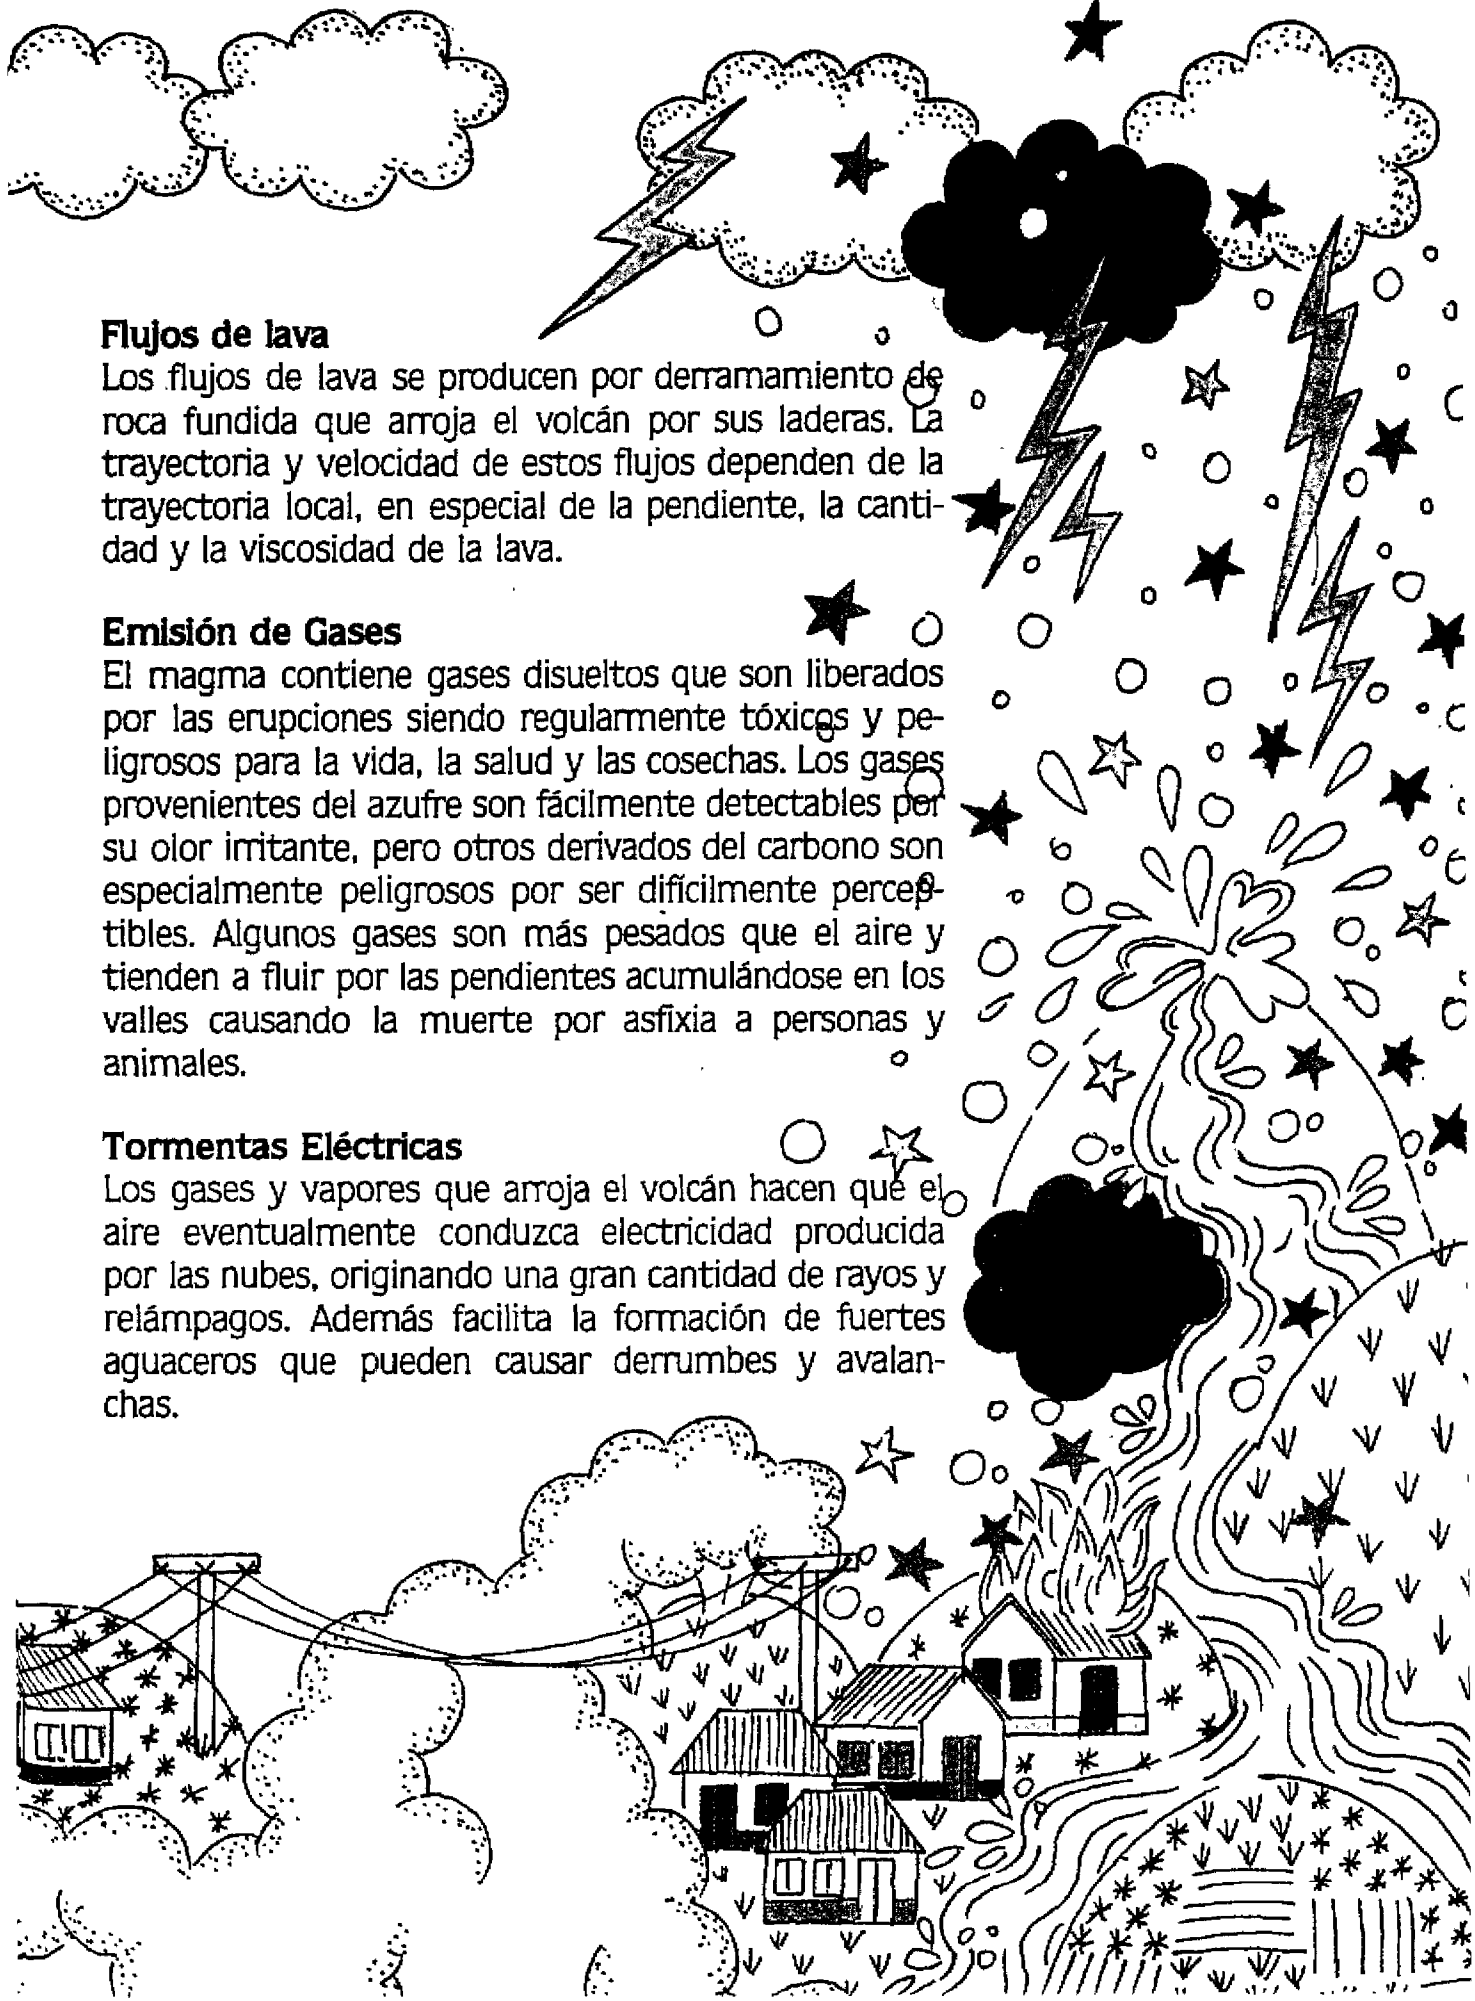 Flujos de lava
Los flujos de lava se producen por derramamiento de
roca fundida que arroja el volcán por sus laderas. La
trayectoria y velocidad de estos flujos dependen de la
trayectoria local, en especial de la pendiente, la canti-
dad y la viscosidad de la lava.
Emisión de Gases
El magma contiene gases disueltos que son liberados
por las erupciones siendo regularmente tóxicos y pe-
ligrosos para la vida, la salud y las cosechas. Los gases
provenientes del azufre son fácilmente detectables por
su olor irritante, pero otros derivados del carbono son
especialmente peligrosos por ser difícilmente percep-
tibles. Algunos gases son más pesados que el aire y
tienden a fluir por las pendientes acumulándose en los
valles causando la muerte por asfixia a personas y
animales.
Tormentas Eléctricas
Los gases y vapores que arroja el volcán hacen que el
aire eventualmente conduzca electricidad producida
por las nubes, originando una gran cantidad de rayos y
relámpagos. Además facilita la formación de fuertes
aguaceros que pueden causar derrumbes y avalan-
chas.